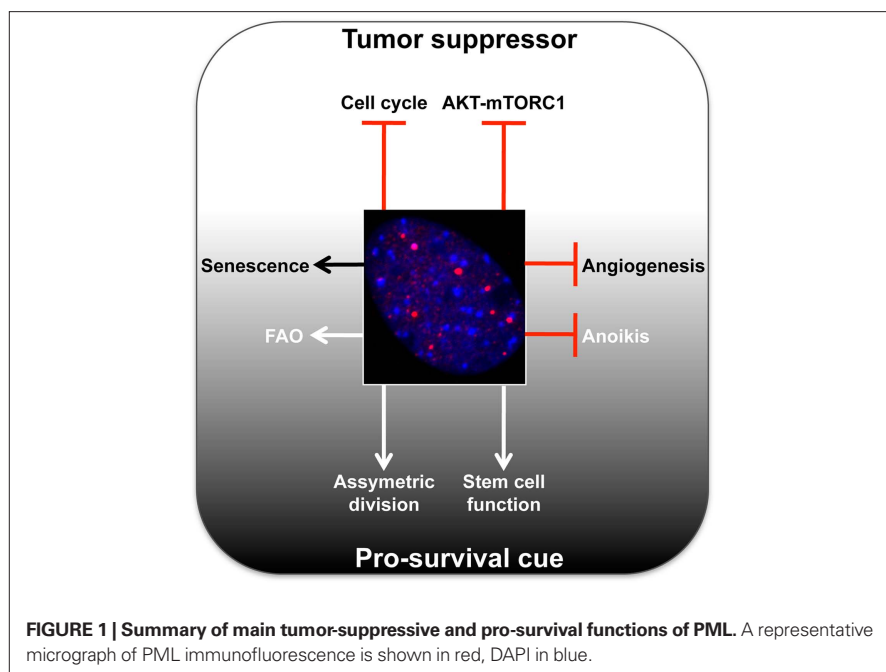 Tumor suppressor
Cell cycle AKT-mTORC1
Senescence Angiogenesis
FAO Anoikis
Assymetric Stem cell
division function
Pro-survival cue
FIGURE 1 | Summary of main tumor-suppressive and pro-survival functions of PML. A representative
micrograph of PML immunofluorescence is shown in red, DAPI in blue.